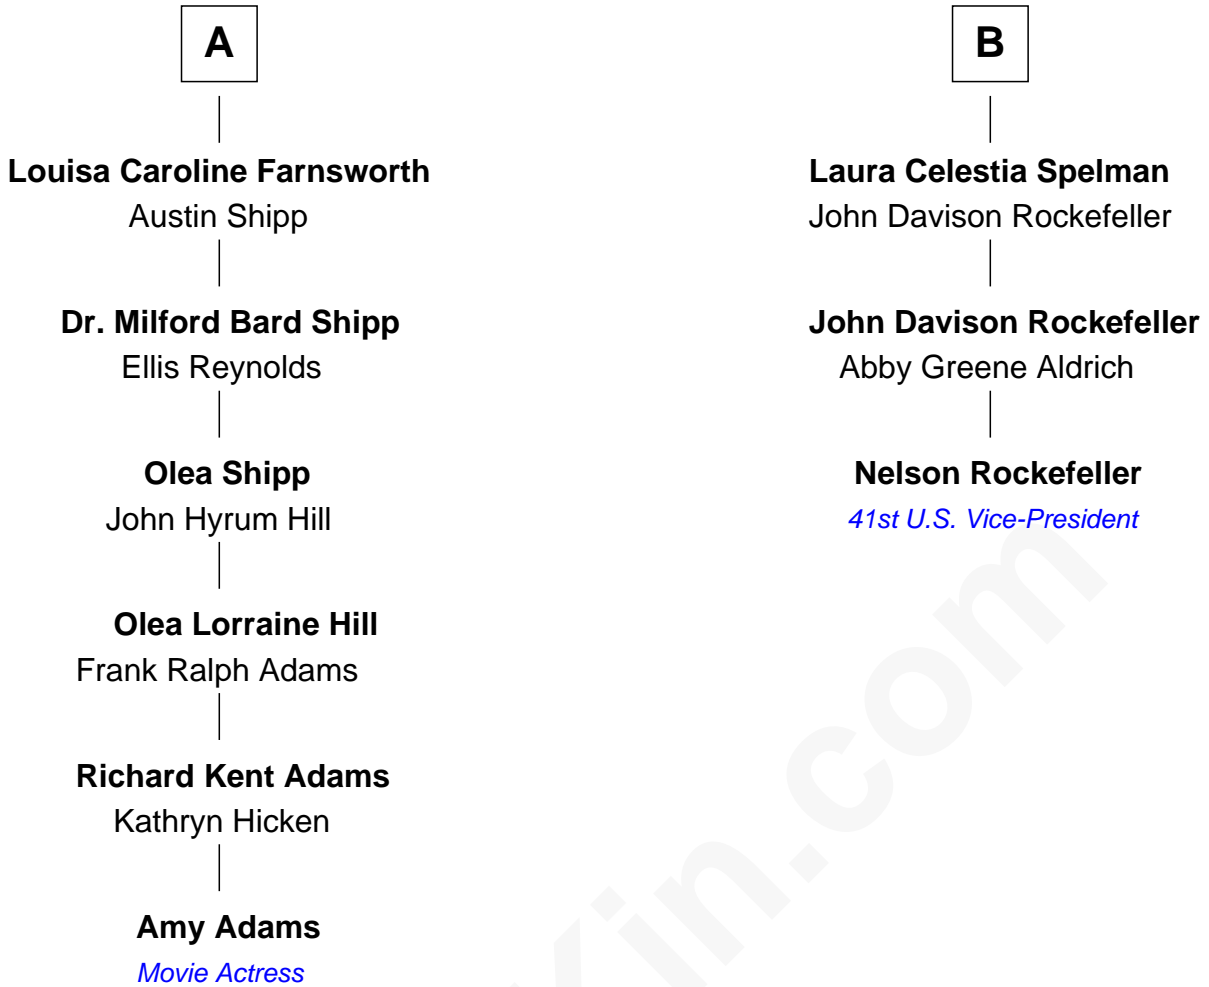 A
Louisa Caroline Farnsworth
Austin Shipp
Dr. Milford Bard Shipp
Ellis Reynolds
Olea Shipp
John Hyrum Hill
Olea Lorraine Hill
Frank Ralph Adams
Richard Kent Adams
Kathryn Hicken
Amy Adams
Movie Actress
B
Laura Celestia Spelman
John Davison Rockefeller
John Davison Rockefeller
Abby Greene Aldrich
Nelson Rockefeller
41st U.S. Vice-President
Kin.com